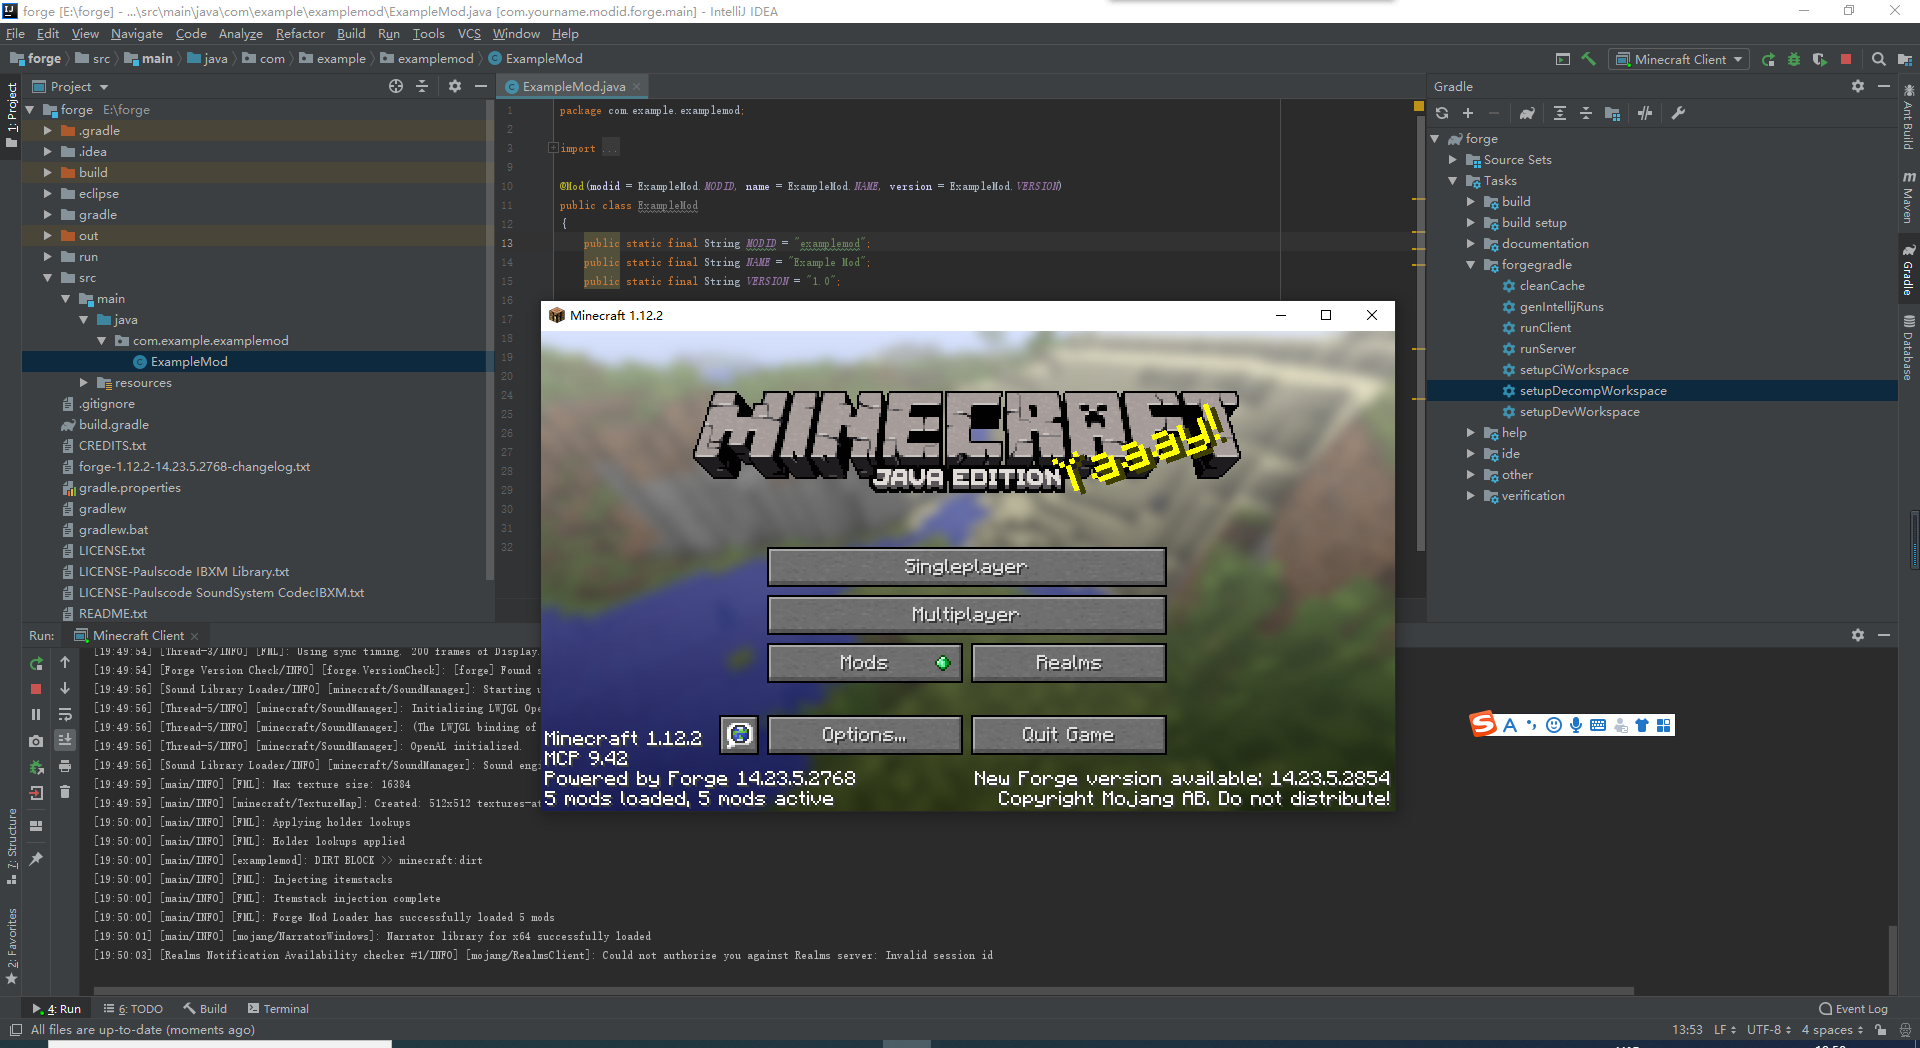 forge [E:\forge] - ...\src\main\java\com\example\examplemod\ExampleMod.java [com.yourname.modid.forge.main] - IntelliJ IDEA
File Edit View Navigate Code Analyze Refactor Build Run Tools VCS Window Help
forge src main java com example examplemod ExampleMod
Minecraft Client
1: Project
Project
forge E:\forge
.gradle
.idea
build
eclipse
gradle
out
run
src
main
java
com.example.examplemod
ExampleMod
resources
.gitignore
build.gradle
CREDITS.txt
forge-1.12.2-14.23.5.2768-changelog.txt
gradle.properties
gradlew
gradlew.bat
LICENSE.txt
LICENSE-Paulscode IBXM Library.txt
LICENSE-Paulscode SoundSystem CodecIBXM.txt
README.txt
ExampleMod.java
1 package com.example.examplemod;
2
3 import ...
9
10 @Mod(modid = ExampleMod.MODID, name = ExampleMod.NAME, version = ExampleMod.VERSION)
11 public class ExampleMod
12 {
13 public static final String MODID = "examplemod";
14 public static final String NAME = "Example Mod";
15 public static final String VERSION = "1.0";
16
17
18
19
20
24
25
26
27
28
29
30
31
32
Minecraft 1.12.2
MINECRAFT
JAVA EDITION
Yaaay!
Singleplayer
Multiplayer
Mods
Realms
Options...
Quit Game
Minecraft 1.12.2
MCP 9.42
Powered by Forge 14.23.5.2768
5 mods loaded, 5 mods active
New Forge version available: 14.23.5.2854
Copyright Mojang AB. Do not distribute!
Gradle
forge
Source Sets
Tasks
build
build setup
documentation
forgegradle
cleanCache
genIntellijRuns
runClient
runServer
setupCiWorkspace
setupDecompWorkspace
setupDevWorkspace
help
ide
other
verification
Ant Build
Maven
Gradle
Database
Run: Minecraft Client
[19:49:54] [Thread-3/INFO] [FML]: Using sync timing. 200 frames of Display.
[19:49:54] [Forge Version Check/INFO] [forge.VersionCheck]: [forge] Found s
[19:49:56] [Sound Library Loader/INFO] [minecraft/SoundManager]: Starting u
[19:49:56] [Thread-5/INFO] [minecraft/SoundManager]: Initializing LWJGL Ope
[19:49:56] [Thread-5/INFO] [minecraft/SoundManager]: (The LWJGL binding of
[19:49:56] [Thread-5/INFO] [minecraft/SoundManager]: OpenAL initialized.
[19:49:56] [Sound Library Loader/INFO] [minecraft/SoundManager]: Sound engi
[19:49:59] [main/INFO] [FML]: Max texture size: 16384
[19:49:59] [main/INFO] [minecraft/TextureMap]: Created: 512x512 textures-at
[19:50:00] [main/INFO] [FML]: Applying holder lookups
[19:50:00] [main/INFO] [FML]: Holder lookups applied
[19:50:00] [main/INFO] [examplemod]: DIRT BLOCK >> minecraft:dirt
[19:50:00] [main/INFO] [FML]: Injecting itemstacks
[19:50:00] [main/INFO] [FML]: Itemstack injection complete
[19:50:00] [main/INFO] [FML]: Forge Mod Loader has successfully loaded 5 mods
[19:50:01] [main/INFO] [mojang/NarratorWindows]: Narrator library for x64 successfully loaded
[19:50:03] [Realms Notification Availability checker #1/INFO] [mojang/RealmsClient]: Could not authorize you against Realms server: Invalid session id
7: Structure
2: Favorites
4: Run 6: TODO Build Terminal
Event Log
All files are up-to-date (moments ago)
13:53 LF UTF-8 4 spaces